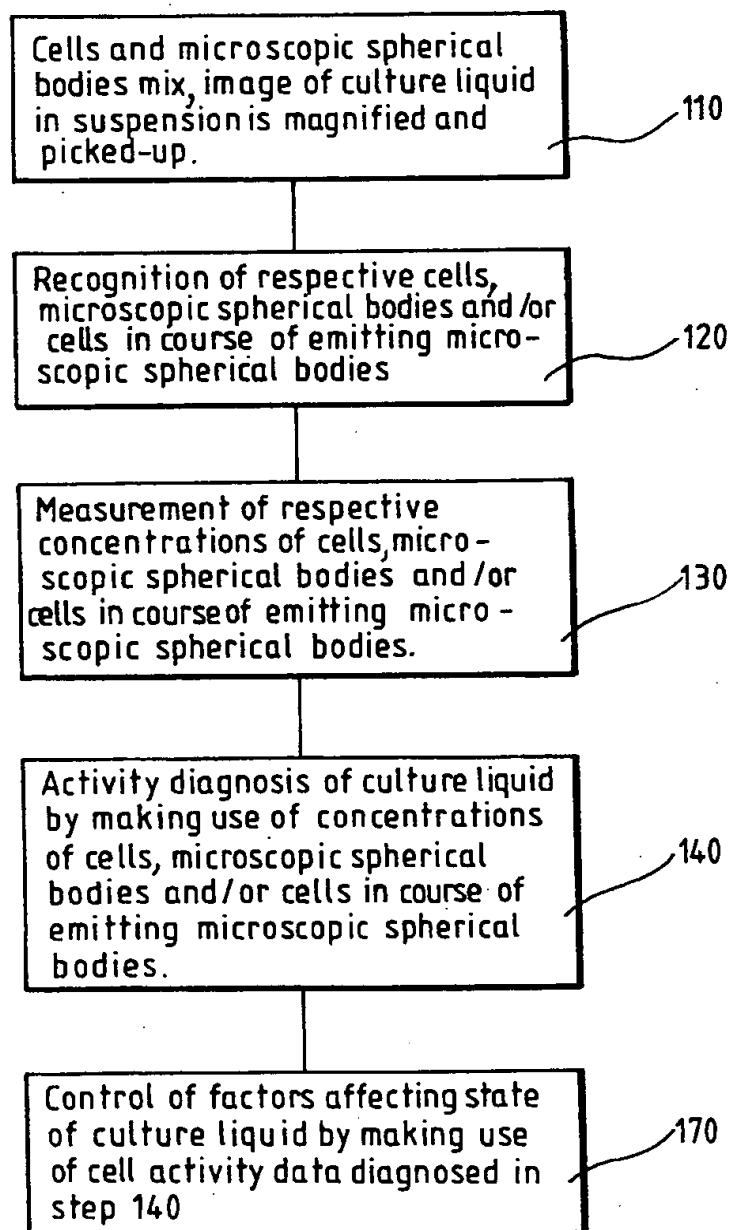 Cells and microscopic spherical
bodies mix, image of culture liquid
in suspension is magnified and
picked-up.
110
Recognition of respective cells,
microscopic spherical bodies and/or
cells in course of emitting micro-
scopic spherical bodies
120
Measurement of respective
concentrations of cells, micro-
scopic spherical bodies and/or
cells in course of emitting micro-
scopic spherical bodies.
130
Activity diagnosis of culture liquid
by making use of concentrations
of cells, microscopic spherical
bodies and/or cells in course of
emitting microscopic spherical
bodies.
140
Control of factors affecting state
of culture liquid by making use
of cell activity data diagnosed in
step 140
170